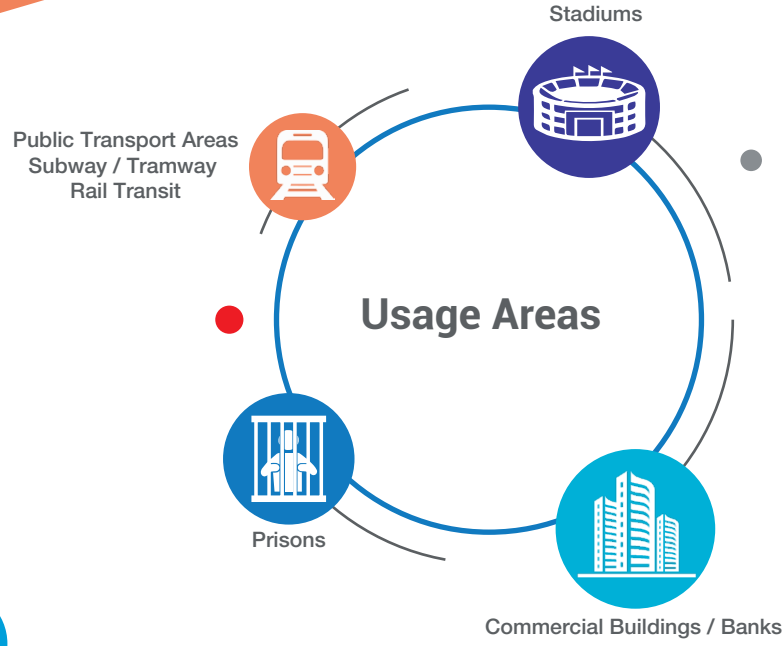 Stadiums
Public Transport Areas
Subway / Tramway
Rail Transit
Usage Areas
Prisons
Commercial Buildings / Banks